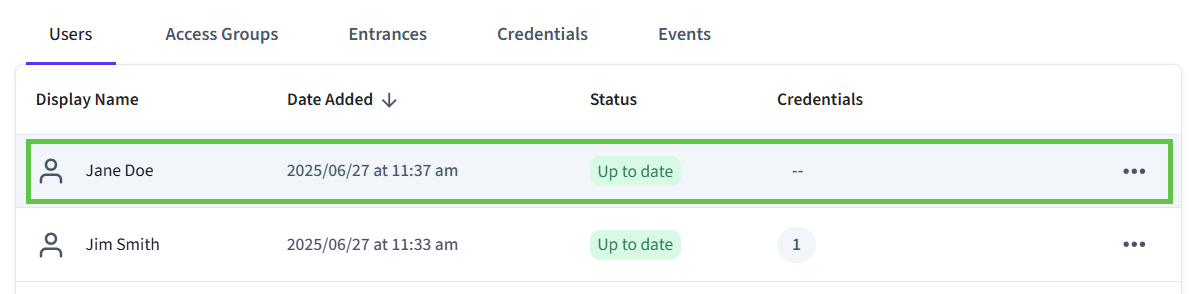 Users Access Groups Entrances Credentials Events
Display Name Date Added Status Credentials
Jane Doe 2025/06/27 at 11:37 am Up to date --
Jim Smith 2025/06/27 at 11:33 am Up to date 1